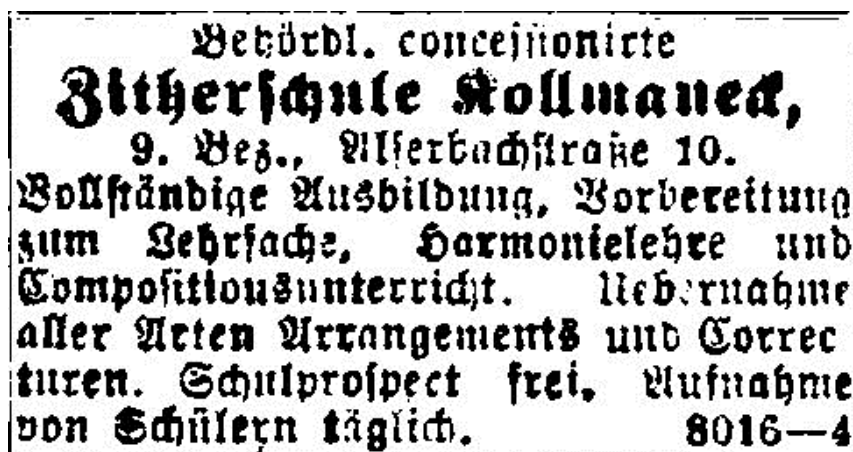 Behördl. concessionirte
Zitherschule Kollmaneck,
9. Bez., Alserbachstraße 10.
Vollständige Ausbildung, Vorbereitung
zum Lehrfache, Harmonielehre und
Compositionsunterricht. Uebernahme
aller Arten Arrangements und Correc
turen. Schulprospect frei. Aufnahme
von Schülern täglich. 8016—4